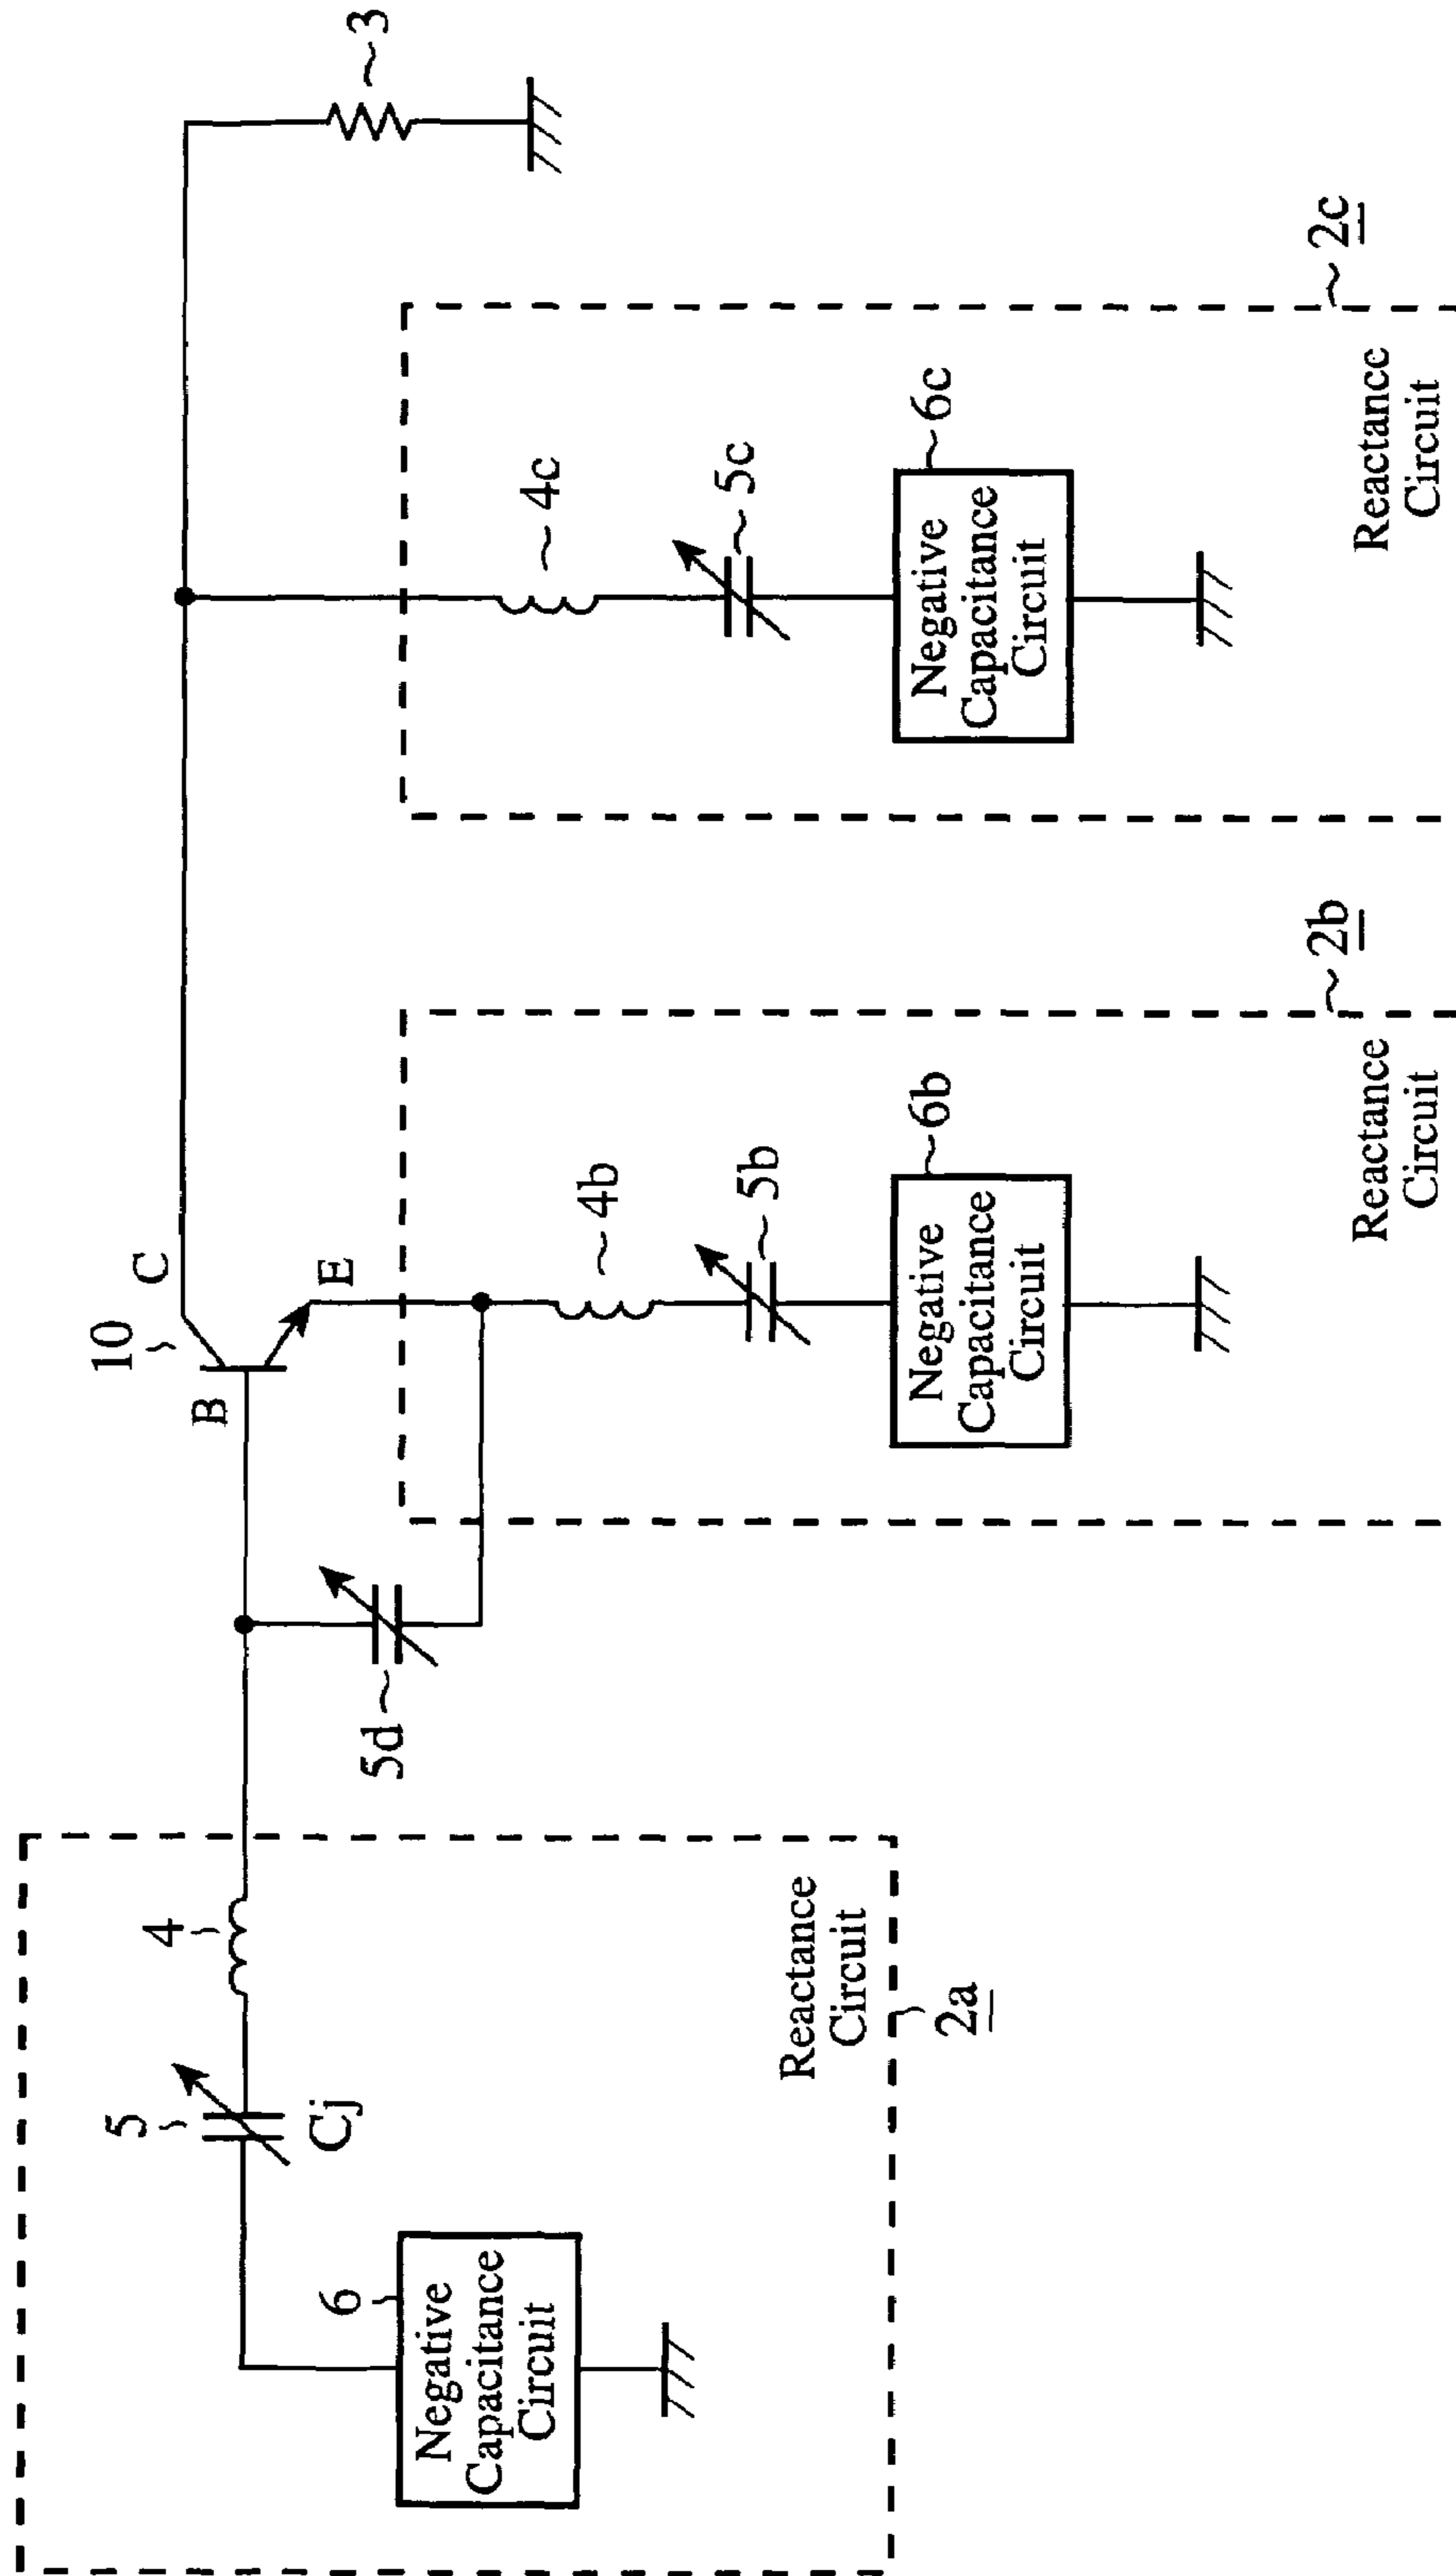 10
C
B
E
3
5d
4
5
Cj
6
Negative
Capacitance
Circuit
Reactance
Circuit
2a
4b
5b
6b
Negative
Capacitance
Circuit
Reactance
Circuit
2b
4c
5c
6c
Negative
Capacitance
Circuit
Reactance
Circuit
2c